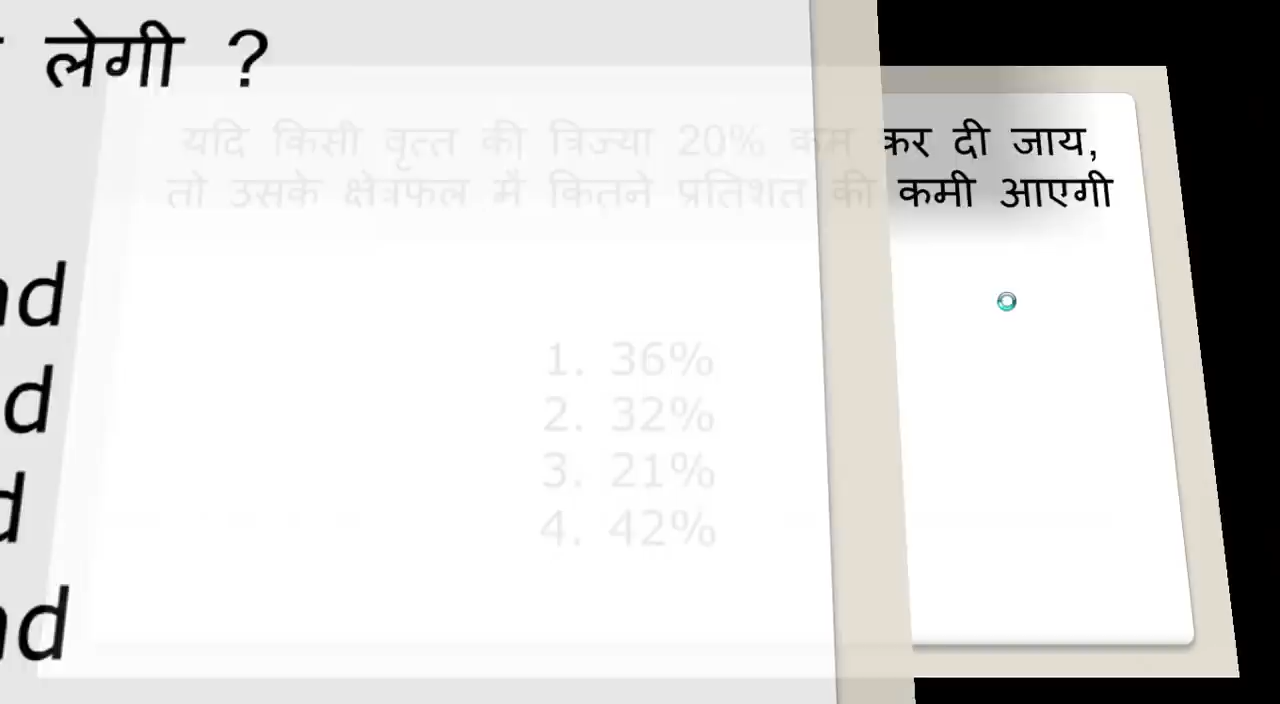 लेगी ?
यदि किसी वृत्त की त्रिज्या 20% कम कर दी जाय,
तो उसके क्षेत्रफल में कितने प्रतिशत की कमी आएगी
1. 36%
2. 32%
3. 21%
4. 42%
nd
d
d
nd